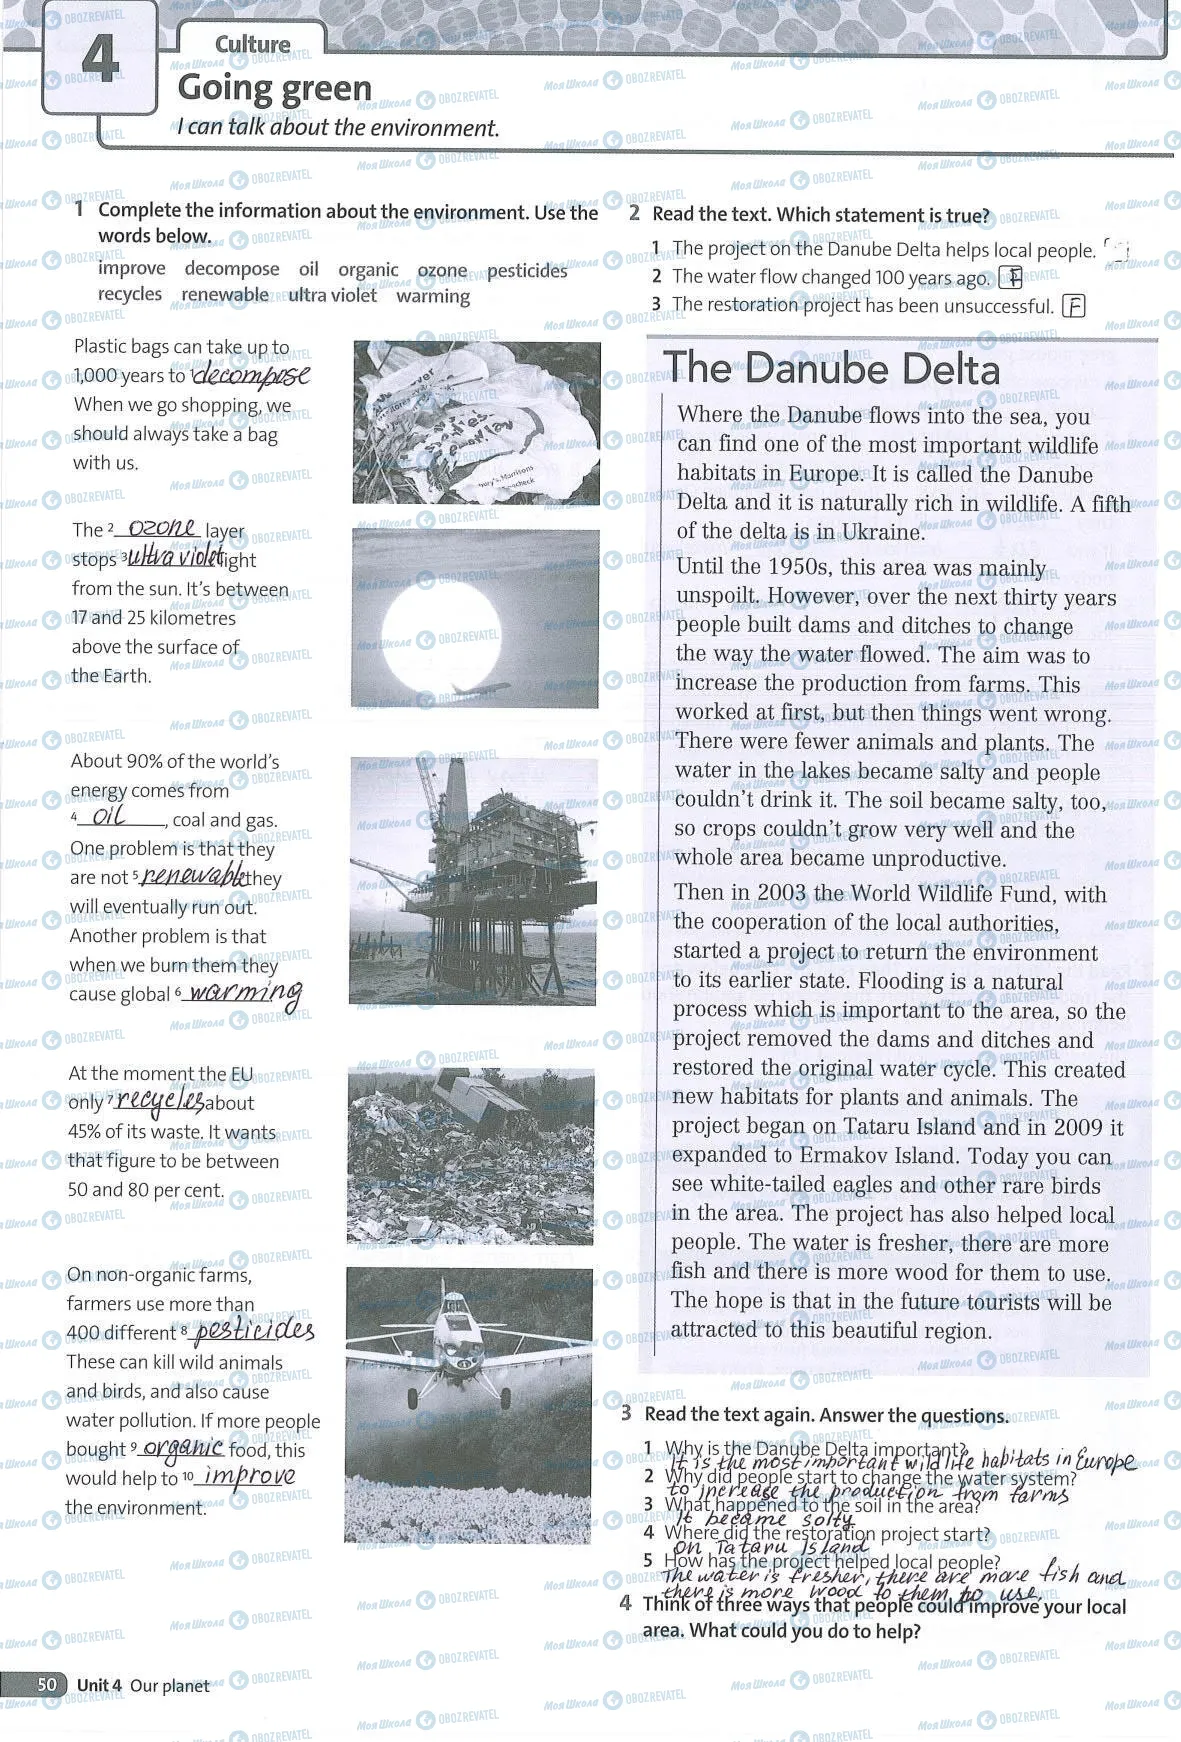 4
Culture
Going green
I can talk about the environment.
1 Complete the information about the environment. Use the
words below.
improve decompose oil organic ozone pesticides
recycles renewable ultra violet warming
Plastic bags can take up to
1,000 years to 1 decompose
When we go shopping, we
should always take a bag
with us.
The 2 ozone layer
stops 3 ultra violet light
from the sun. It's between
17 and 25 kilometres
above the surface of
the Earth.
About 90% of the world's
energy comes from
4 oil, coal and gas.
One problem is that they
are not 5 renewable they
will eventually run out.
Another problem is that
when we burn them they
cause global 6 warming
At the moment the EU
only 7 recycles about
45% of its waste. It wants
that figure to be between
50 and 80 per cent.
On non-organic farms,
farmers use more than
400 different 8 pesticides
These can kill wild animals
and birds, and also cause
water pollution. If more people
bought 9 organic food, this
would help to 10 improve
the environment.
2 Read the text. Which statement is true?
1 The project on the Danube Delta helps local people.
2 The water flow changed 100 years ago. F
3 The restoration project has been unsuccessful. F
The Danube Delta
Where the Danube flows into the sea, you
can find one of the most important wildlife
habitats in Europe. It is called the Danube
Delta and it is naturally rich in wildlife. A fifth
of the delta is in Ukraine.
Until the 1950s, this area was mainly
unspoilt. However, over the next thirty years
people built dams and ditches to change
the way the water flowed. The aim was to
increase the production from farms. This
worked at first, but then things went wrong.
There were fewer animals and plants. The
water in the lakes became salty and people
couldn't drink it. The soil became salty, too,
so crops couldn't grow very well and the
whole area became unproductive.
Then in 2003 the World Wildlife Fund, with
the cooperation of the local authorities,
started a project to return the environment
to its earlier state. Flooding is a natural
process which is important to the area, so the
project removed the dams and ditches and
restored the original water cycle. This created
new habitats for plants and animals. The
project began on Tataru Island and in 2009 it
expanded to Ermakov Island. Today you can
see white-tailed eagles and other rare birds
in the area. The project has also helped local
people. The water is fresher, there are more
fish and there is more wood for them to use.
The hope is that in the future tourists will be
attracted to this beautiful region.
3 Read the text again. Answer the questions.
1 Why is the Danube Delta important?
It is the most important wild life habitats in Europe
2 Why did people start to change the water system?
to increase the production from farms
3 What happened to the soil in the area?
It became solty
4 Where did the restoration project start?
on Tataru Island
5 How has the project helped local people?
The water is fresher, there are more fish and
there is more wood to them use.
4 Think of three ways that people could improve your local
area. What could you do to help?
50 Unit 4 Our planet
Моя Школа OBOZREVATEL